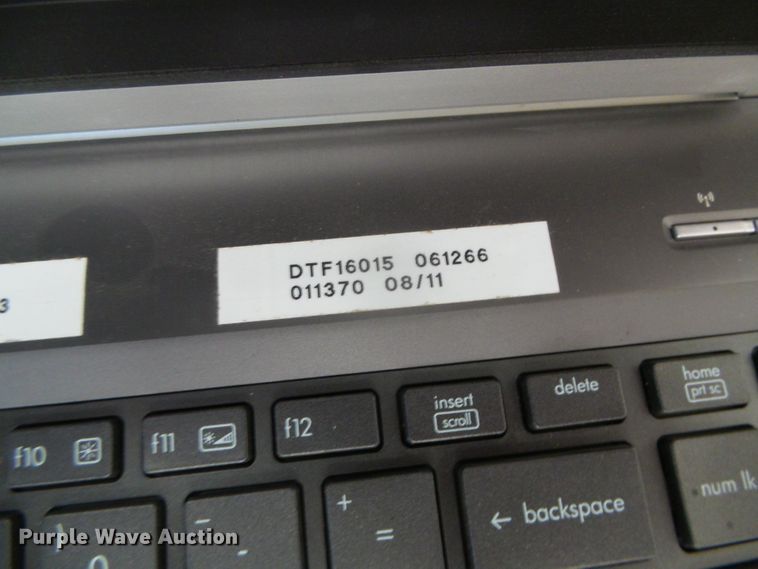 3
DTF16015 061266
011370 08/11
f10
f11
f12
insert
scroll
delete
home
prt sc
+
=
-
← backspace
num lk
Purple Wave Auction